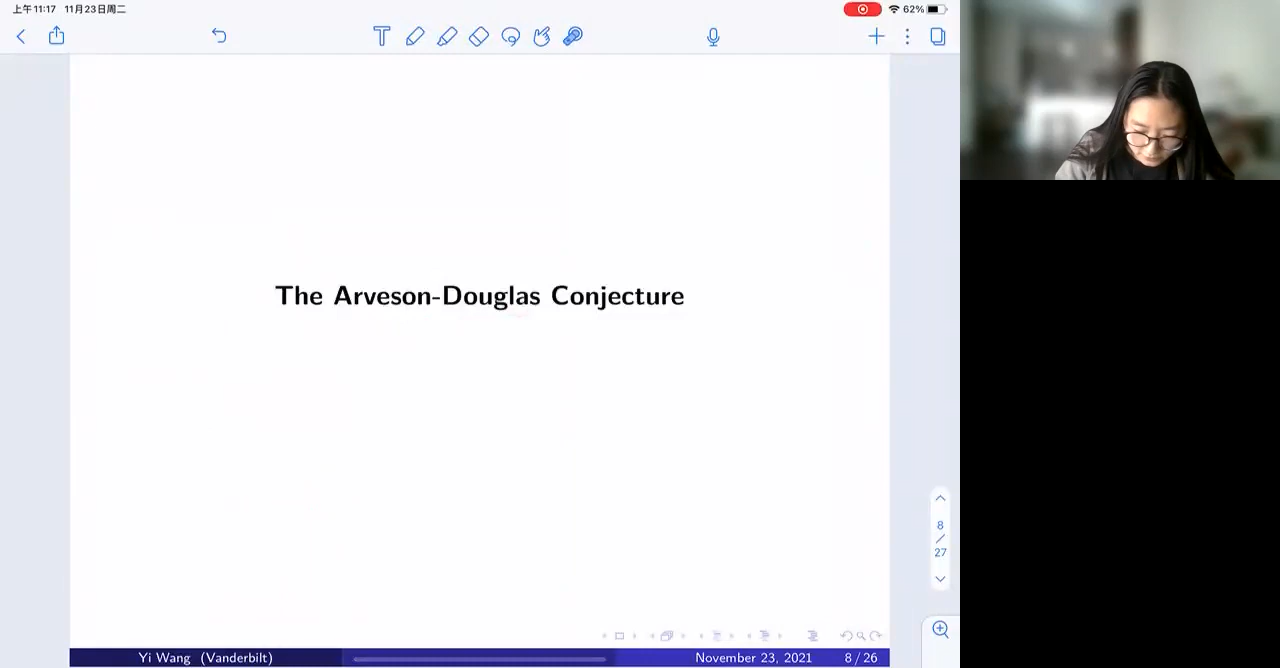 上午11:17 11月23日周二
62%
The Arveson-Douglas Conjecture
8
/
27
Yi Wang (Vanderbilt)
November 23, 2021
8 / 26